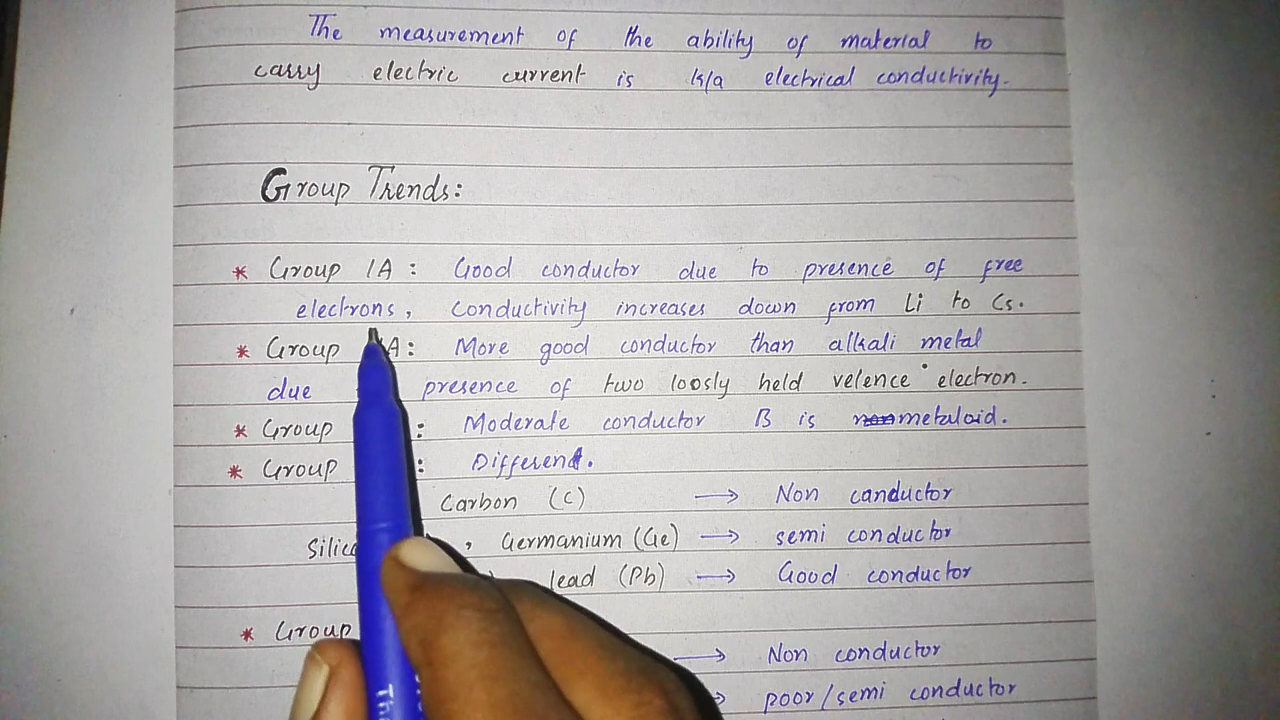 The measurement of the ability of material to
carry electric current is k/a electrical conductivity.
Group Trends:
* Group IA: Good conductor due to presence of free
electrons, Conductivity increases down from Li to Cs.
* Group A: More good conductor than alkali metal
due presence of two loosly held velence electron.
* Group : Moderate conductor B is metaloid.
* Group : Different.
Carbon (C) → Non canductor
, Germanium (Ge) → semi conductor
lead (Pb) → Good conductor
* Group
→ Non conductor
→ poor/semi conductor